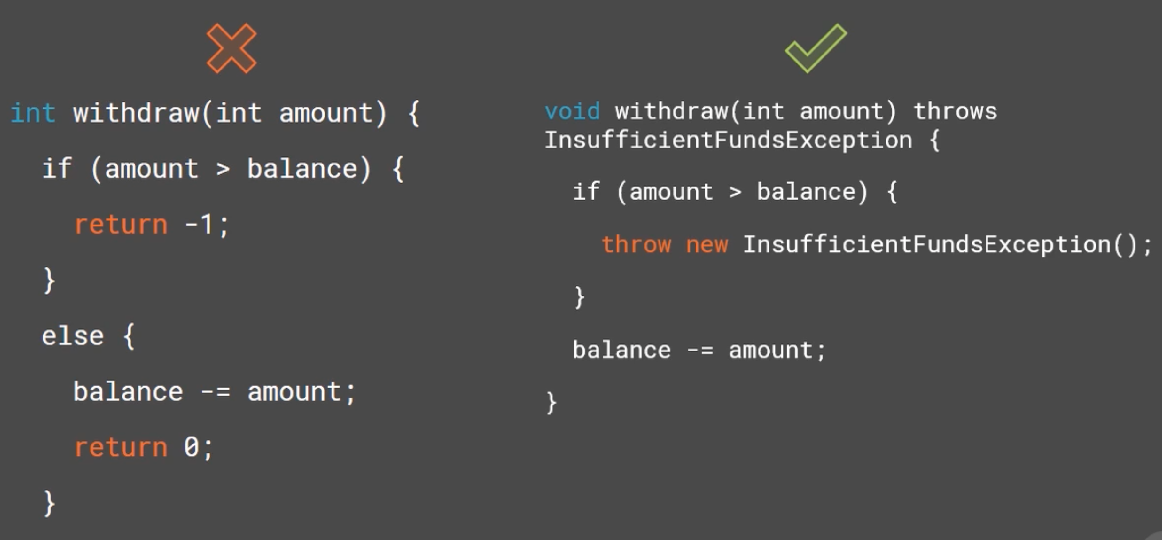 int withdraw(int amount) {
if (amount > balance) {
return -1;
}
else {
balance -= amount;
return 0;
}
void withdraw(int amount) throws
InsufficientFundsException {
if (amount > balance) {
throw new InsufficientFundsException();
}
balance -= amount;
}